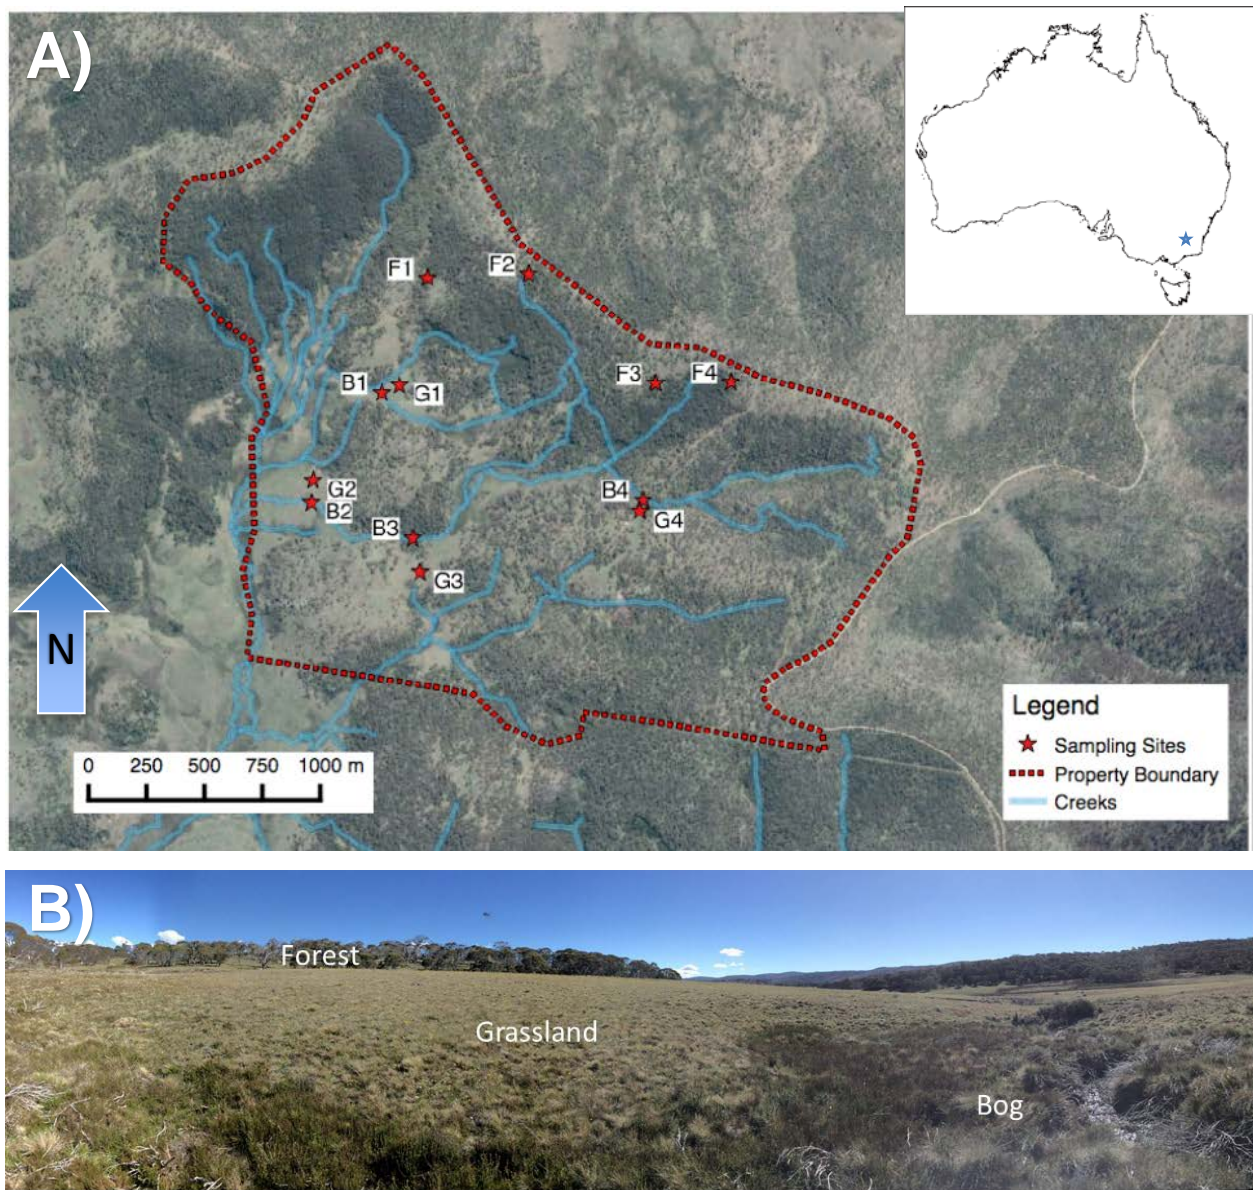 A)
F1
F2
B1
G1
F3
F4
G2
B2
B3
B4
G4
G3
N
0 250 500 750 1000 m
Legend
Sampling Sites
Property Boundary
Creeks
B)
Forest
Grassland
Bog